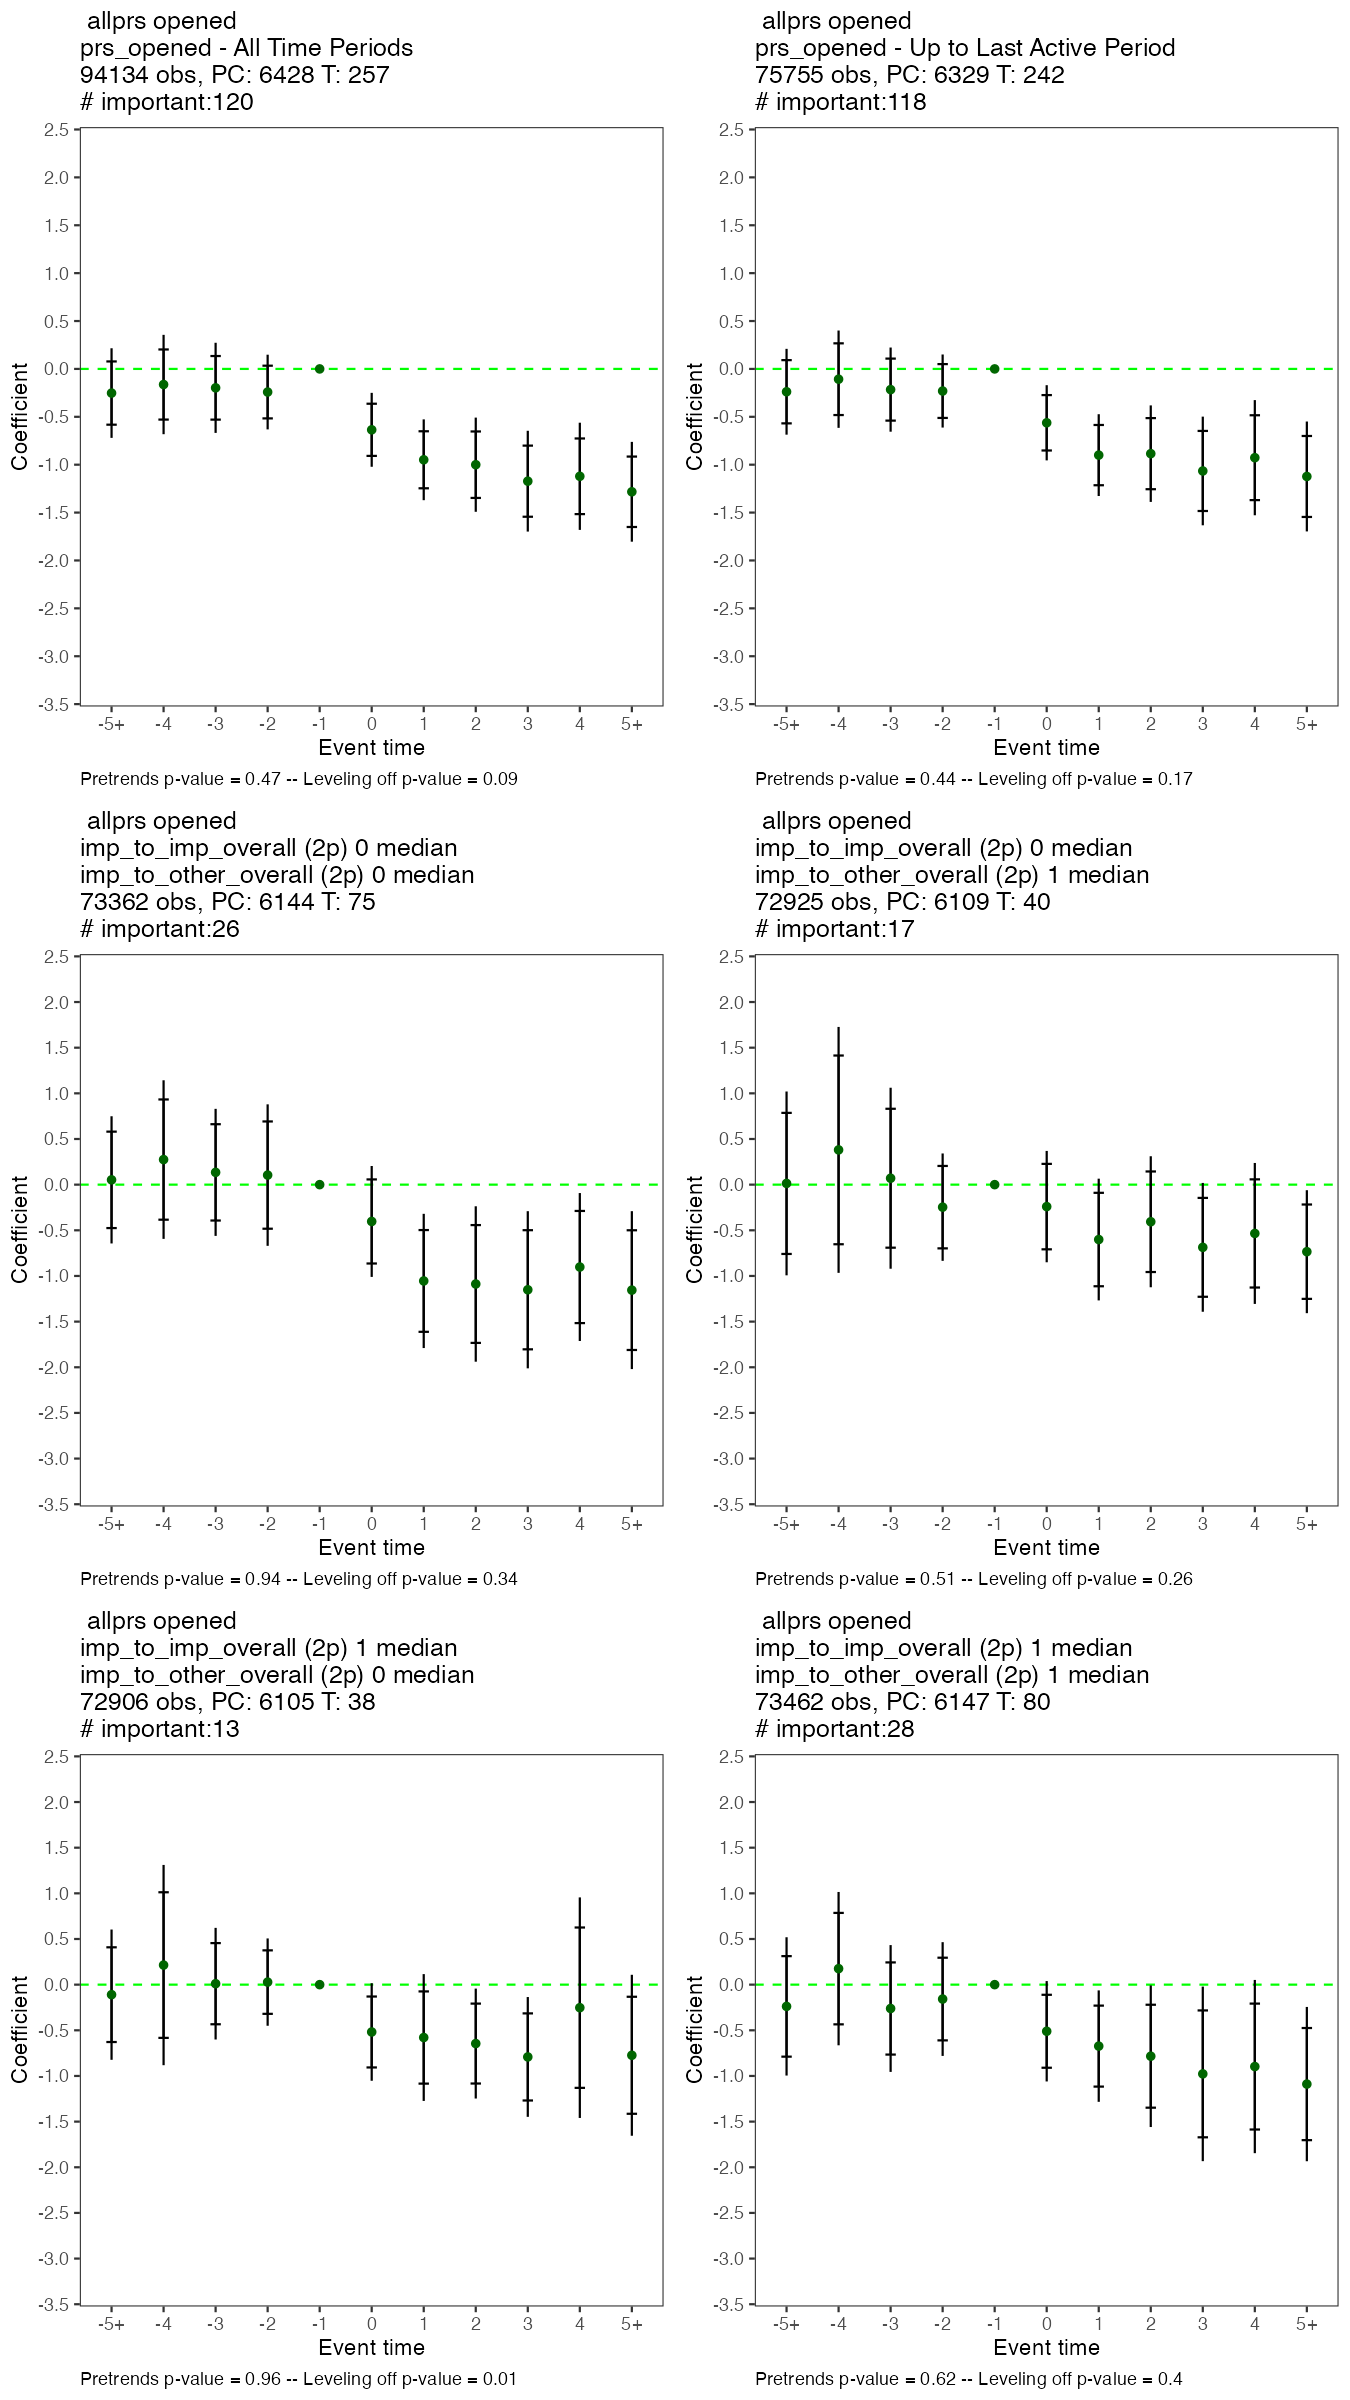 allprs opened
prs_opened - All Time Periods
94134 obs, PC: 6428 T: 257
# important:120
2.5
2.0
1.5
1.0
0.5
0.0
-0.5
-1.0
-1.5
-2.0
-2.5
-3.0
-3.5
Coefficient
-5+ -4 -3 -2 -1 0 1 2 3 4 5+
Event time
Pretrends p-value = 0.47 -- Leveling off p-value = 0.09
allprs opened
prs_opened - Up to Last Active Period
75755 obs, PC: 6329 T: 242
# important:118
2.5
2.0
1.5
1.0
0.5
0.0
-0.5
-1.0
-1.5
-2.0
-2.5
-3.0
-3.5
Coefficient
-5+ -4 -3 -2 -1 0 1 2 3 4 5+
Event time
Pretrends p-value = 0.44 -- Leveling off p-value = 0.17
allprs opened
imp_to_imp_overall (2p) 0 median
imp_to_other_overall (2p) 0 median
73362 obs, PC: 6144 T: 75
# important:26
2.5
2.0
1.5
1.0
0.5
0.0
-0.5
-1.0
-1.5
-2.0
-2.5
-3.0
-3.5
Coefficient
-5+ -4 -3 -2 -1 0 1 2 3 4 5+
Event time
Pretrends p-value = 0.94 -- Leveling off p-value = 0.34
allprs opened
imp_to_imp_overall (2p) 0 median
imp_to_other_overall (2p) 1 median
72925 obs, PC: 6109 T: 40
# important:17
2.5
2.0
1.5
1.0
0.5
0.0
-0.5
-1.0
-1.5
-2.0
-2.5
-3.0
-3.5
Coefficient
-5+ -4 -3 -2 -1 0 1 2 3 4 5+
Event time
Pretrends p-value = 0.51 -- Leveling off p-value = 0.26
allprs opened
imp_to_imp_overall (2p) 1 median
imp_to_other_overall (2p) 0 median
72906 obs, PC: 6105 T: 38
# important:13
2.5
2.0
1.5
1.0
0.5
0.0
-0.5
-1.0
-1.5
-2.0
-2.5
-3.0
-3.5
Coefficient
-5+ -4 -3 -2 -1 0 1 2 3 4 5+
Event time
Pretrends p-value = 0.96 -- Leveling off p-value = 0.01
allprs opened
imp_to_imp_overall (2p) 1 median
imp_to_other_overall (2p) 1 median
73462 obs, PC: 6147 T: 80
# important:28
2.5
2.0
1.5
1.0
0.5
0.0
-0.5
-1.0
-1.5
-2.0
-2.5
-3.0
-3.5
Coefficient
-5+ -4 -3 -2 -1 0 1 2 3 4 5+
Event time
Pretrends p-value = 0.62 -- Leveling off p-value = 0.4